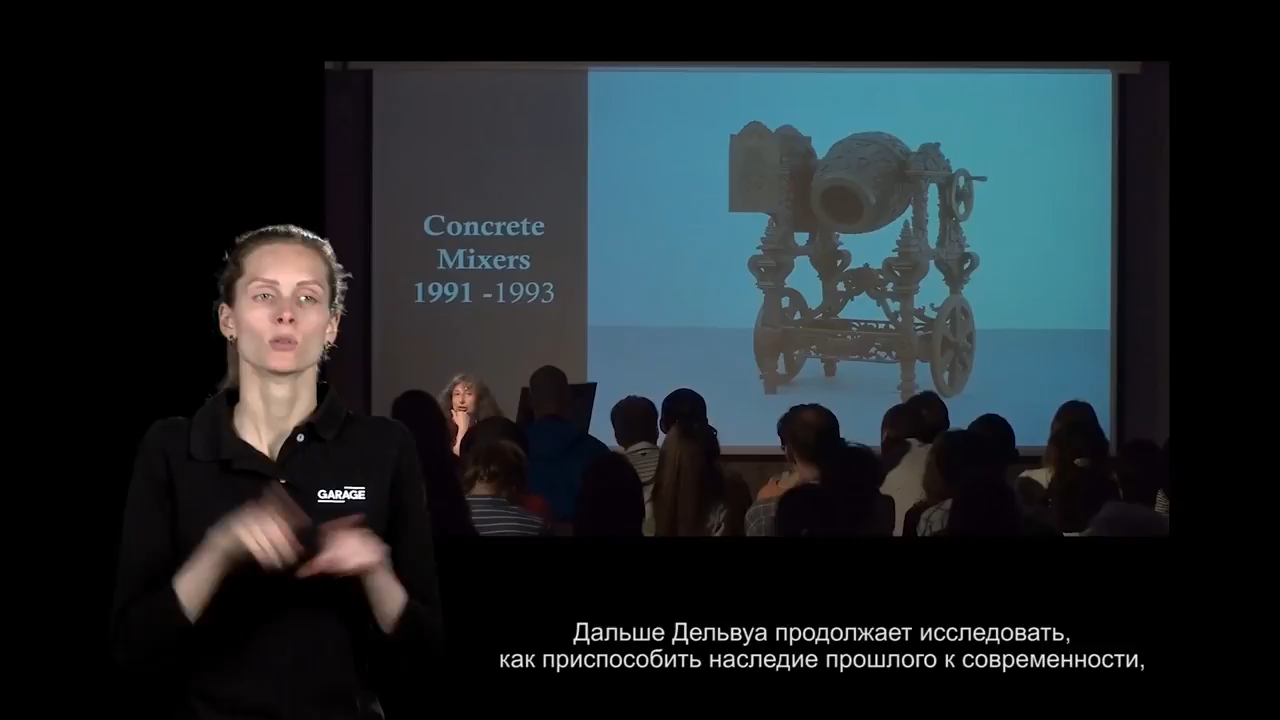 Concrete
Mixers
1991 -1993
GARAGE
Дальше Дельвуа продолжает исследовать,
как приспособить наследие прошлого к современности,